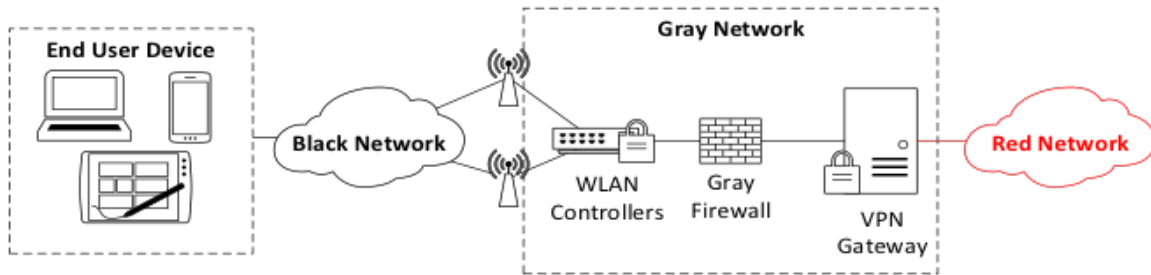 End User Device
Black Network
Gray Network
WLAN
Controllers
Gray
Firewall
VPN
Gateway
Red Network